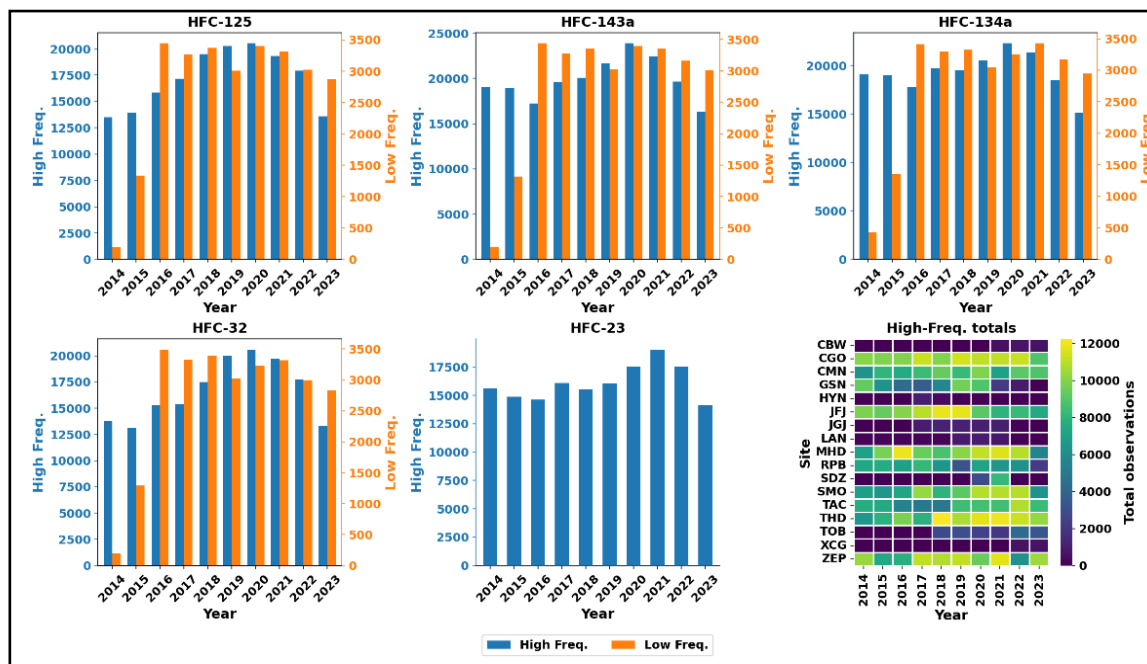 HFC-125
High Freq.
20000
17500
15000
12500
10000
7500
5000
2500
0
3500
3000
2500
2000
1500
1000
500
0
Low Freq.
2014 2015 2016 2017 2018 2019 2020 2021 2022 2023
Year
HFC-143a
High Freq.
25000
20000
15000
10000
5000
0
3500
3000
2500
2000
1500
1000
500
0
Low Freq.
2014 2015 2016 2017 2018 2019 2020 2021 2022 2023
Year
HFC-134a
High Freq.
20000
15000
10000
5000
0
3500
3000
2500
2000
1500
1000
500
0
Low Freq.
2014 2015 2016 2017 2018 2019 2020 2021 2022 2023
Year
HFC-32
High Freq.
20000
17500
15000
12500
10000
7500
5000
2500
0
3500
3000
2500
2000
1500
1000
500
0
Low Freq.
2014 2015 2016 2017 2018 2019 2020 2021 2022 2023
Year
HFC-23
High Freq.
17500
15000
12500
10000
7500
5000
2500
0
2014 2015 2016 2017 2018 2019 2020 2021 2022 2023
Year
High-Freq. totals
Site
CBW
CGO
CMN
GSN
HYN
JFJ
JGJ
LAN
MHD
RPB
SDZ
SMO
TAC
THD
TOB
XCG
ZEP
2014 2015 2016 2017 2018 2019 2020 2021 2022 2023
Year
12000
10000
8000
6000
4000
2000
0
Total observations
High Freq. Low Freq.